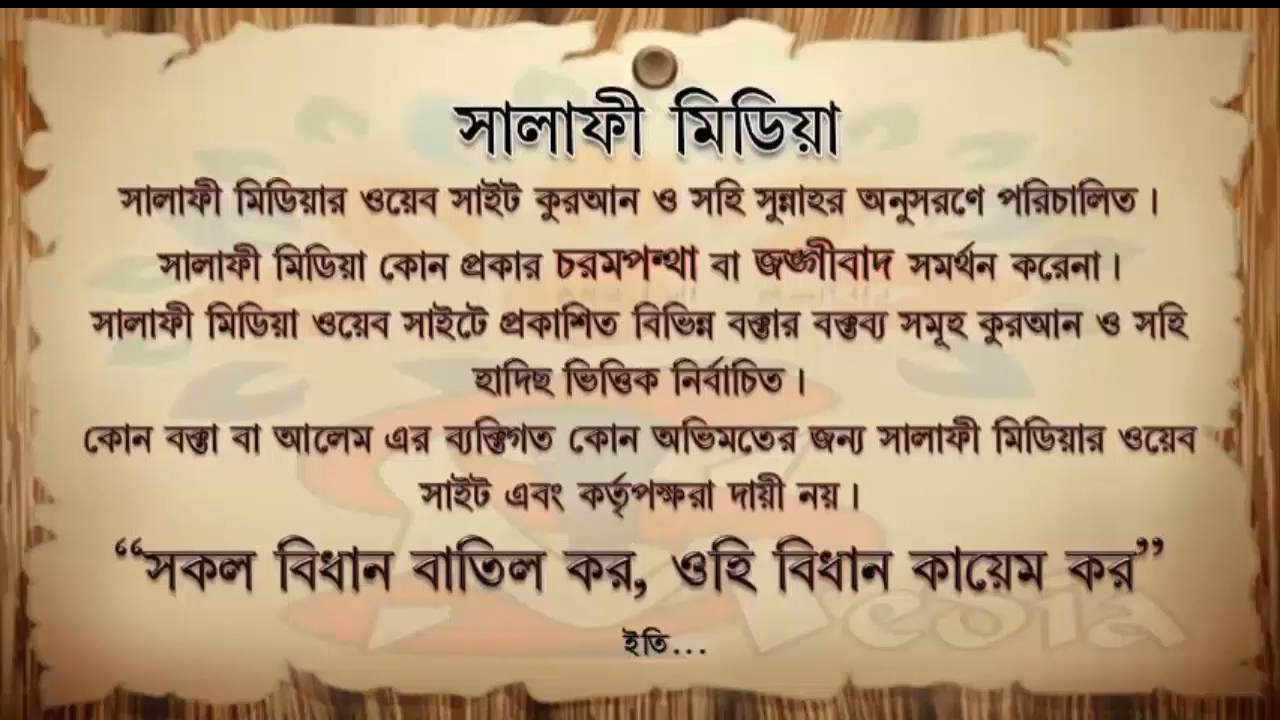 সালাফী মিডিয়া
সালাফী মিডিয়ার ওয়েব সাইট কুরআন ও সহি সুন্নাহর অনুসরণে পরিচালিত।
সালাফী মিডিয়া কোন প্রকার চরমপন্থা বা জঙ্গীবাদ সমর্থন করেনা।
সালাফী মিডিয়া ওয়েব সাইটে প্রকাশিত বিভিন্ন বক্তার বক্তব্য সমূহ কুরআন ও সহি
হাদিছ ভিত্তিক নির্বাচিত।
কোন বক্তা বা আলেম এর ব্যক্তিগত কোন অভিমতের জন্য সালাফী মিডিয়ার ওয়েব
সাইট এবং কর্তৃপক্ষরা দায়ী নয়।
“সকল বিধান বাতিল কর, ওহি বিধান কায়েম কর”
ইতি...